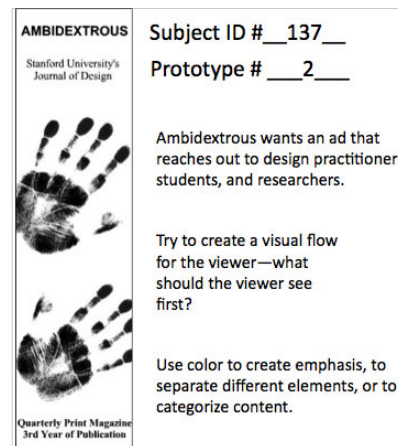 AMBIDEXTROUS
Stanford University's
Journal of Design
Quarterly Print Magazine
3rd Year of Publication
Subject ID #__137__
Prototype # ___2___
Ambidextrous wants an ad that
reaches out to design practitioner
students, and researchers.
Try to create a visual flow
for the viewer—what
should the viewer see
first?
Use color to create emphasis, to
separate different elements, or to
categorize content.